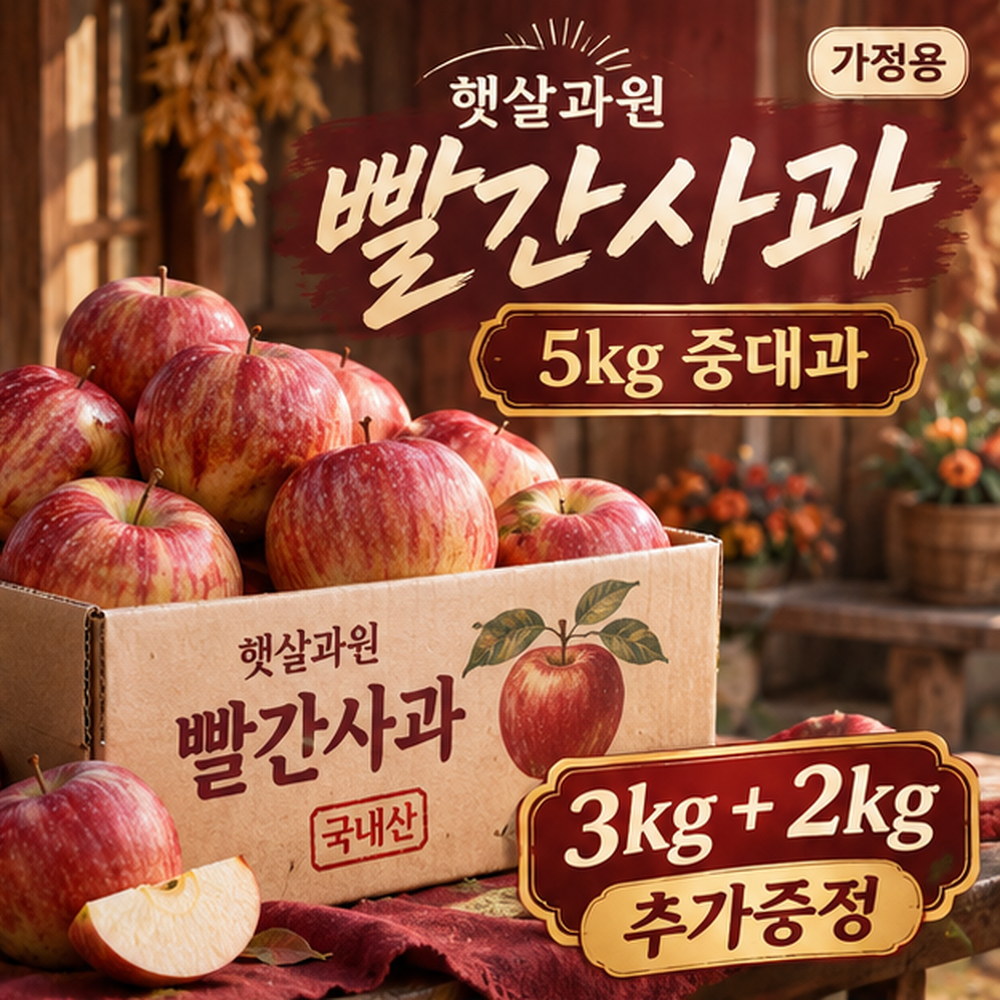 가정용
햇살과원
빨간사과
5kg 중대과
햇살과원
빨간사과
국내산
3kg + 2kg
추가증정